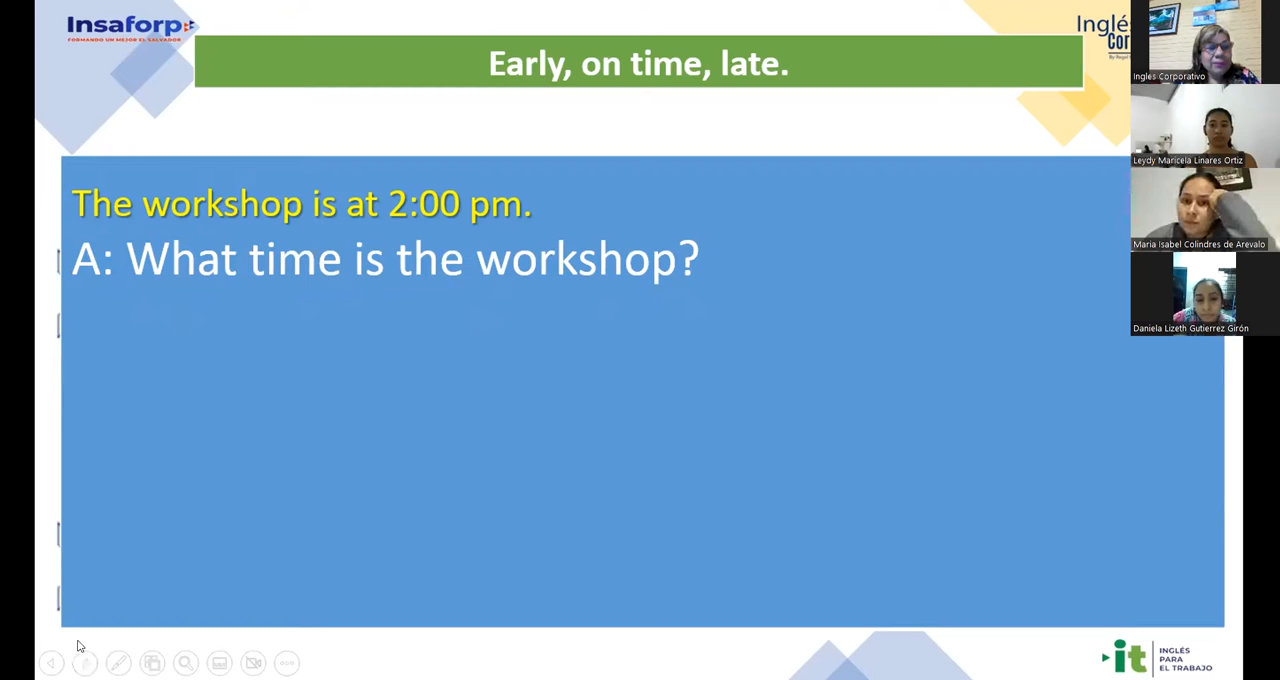 Insaforp
FORMANDO UN MEJOR EL SALVADOR
Early, on time, late.
Inglés
Cor
The workshop is at 2:00 pm.
A: What time is the workshop?
Ingles Corporativo
Leydy Maricela Linares Ortiz
Maria Isabel Colindres de Arevalo
Daniela Lizeth Gutierrez Girón
it
INGLÉS
PARA
EL TRABAJO